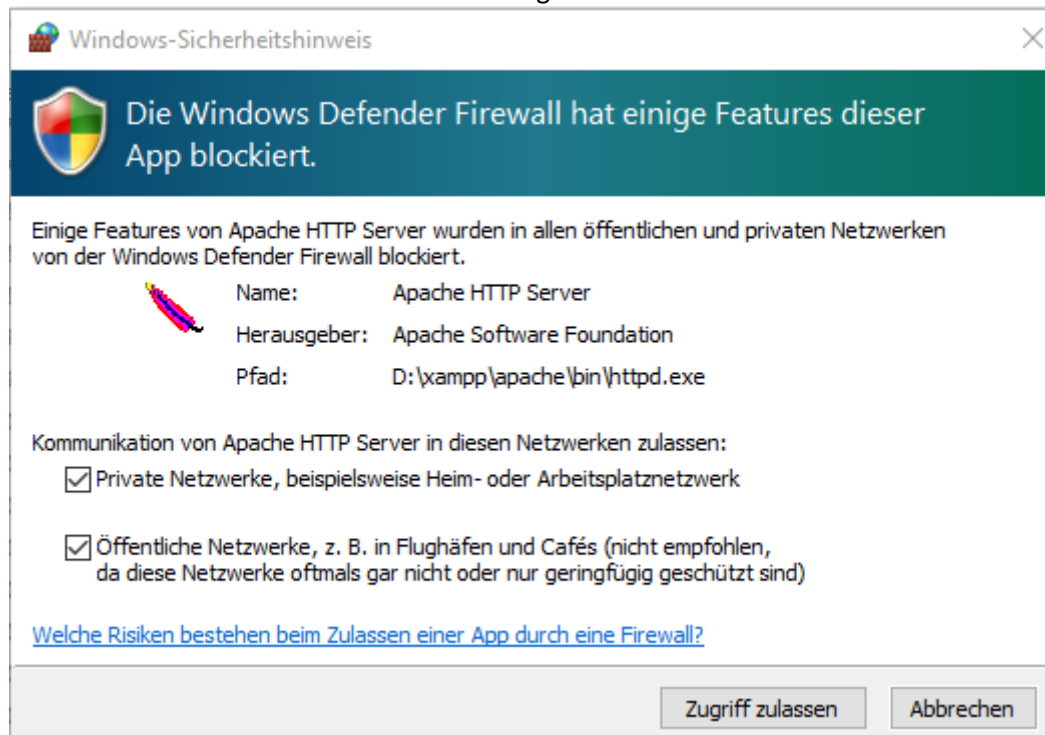 Windows-Sicherheitshinweis
Die Windows Defender Firewall hat einige Features dieser
App blockiert.
Einige Features von Apache HTTP Server wurden in allen öffentlichen und privaten Netzwerken
von der Windows Defender Firewall blockiert.
Name: Apache HTTP Server
Herausgeber: Apache Software Foundation
Pfad: D:\xampp\apache\bin\httpd.exe
Kommunikation von Apache HTTP Server in diesen Netzwerken zulassen:
Private Netzwerke, beispielsweise Heim- oder Arbeitsplatznetzwerk
Öffentliche Netzwerke, z. B. in Flughäfen und Cafés (nicht empfohlen,
da diese Netzwerke oftmals gar nicht oder nur geringfügig geschützt sind)
Welche Risiken bestehen beim Zulassen einer App durch eine Firewall?
Zugriff zulassen Abbrechen